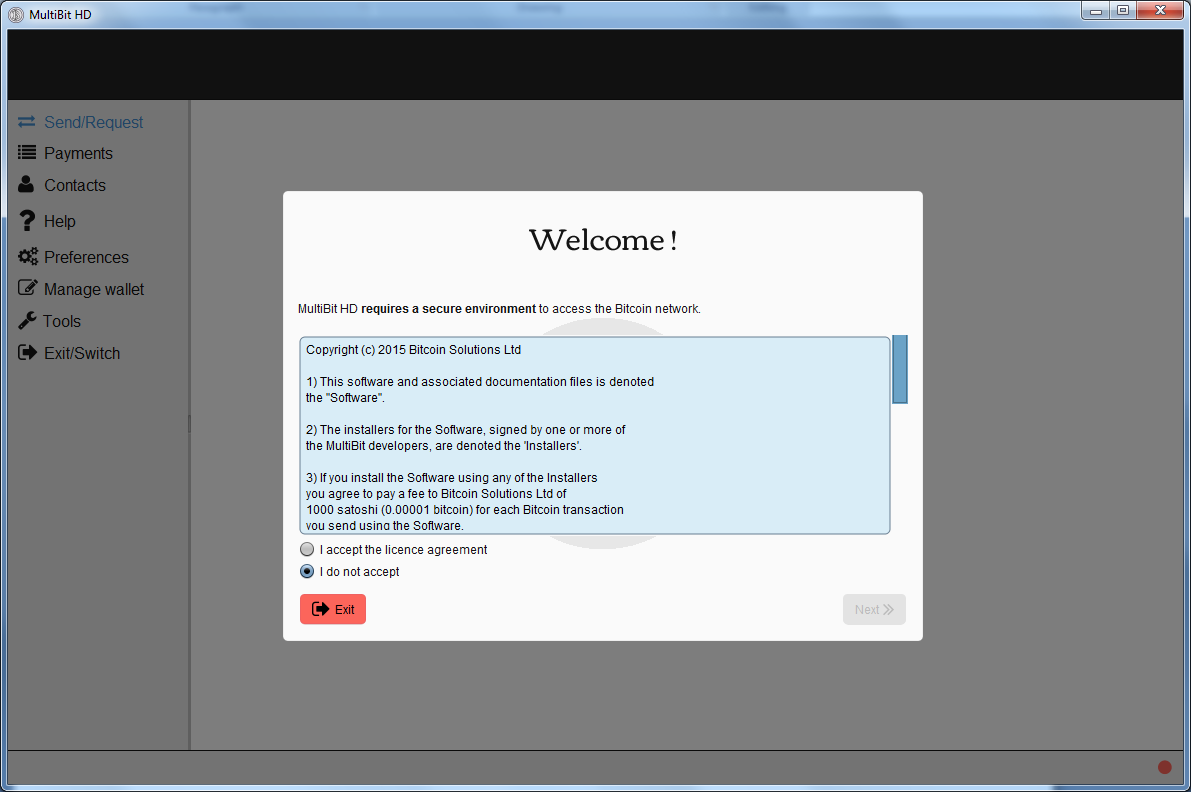 MultiBit HD
Send/Request
Payments
Contacts
Help
Preferences
Manage wallet
Tools
Exit/Switch
Welcome!
MultiBit HD requires a secure environment to access the Bitcoin network.
Copyright (c) 2015 Bitcoin Solutions Ltd
1) This software and associated documentation files is denoted
the "Software".
2) The installers for the Software, signed by one or more of
the MultiBit developers, are denoted the 'Installers'.
3) If you install the Software using any of the Installers
you agree to pay a fee to Bitcoin Solutions Ltd of
1000 satoshi (0.00001 bitcoin) for each Bitcoin transaction
you send using the Software.
I accept the licence agreement
I do not accept
Exit
Next